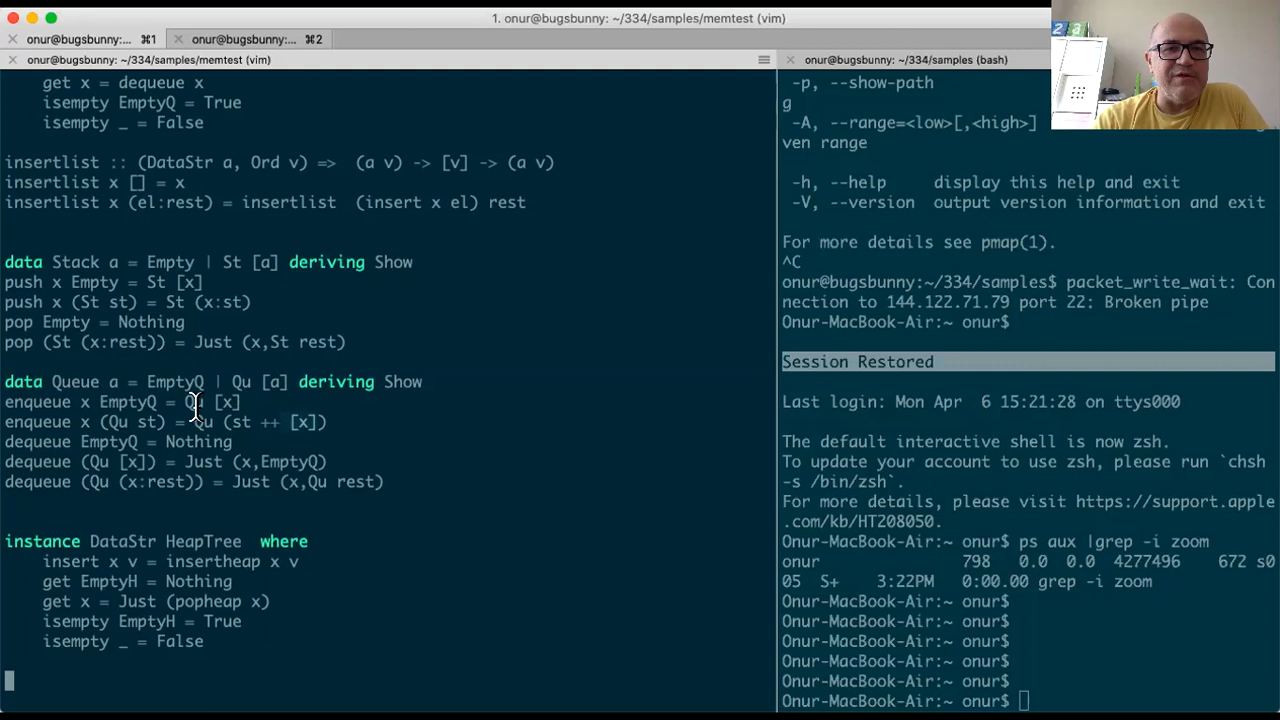 1. onur@bugsbunny: ~/334/samples/memtest (vim)
onur@bugsbunny:... ⌘1
onur@bugsbunny:... ⌘2
onur@bugsbunny: ~/334/samples/memtest (vim)
get x = dequeue x
isempty EmptyQ = True
isempty _ = False
insertlist :: (DataStr a, Ord v) =>  (a v) -> [v] -> (a v)
insertlist x [] = x
insertlist x (el:rest) = insertlist  (insert x el) rest
data Stack a = Empty | St [a] deriving Show
push x Empty = St [x]
push x (St st) = St (x:st)
pop Empty = Nothing
pop (St (x:rest)) = Just (x,St rest)
data Queue a = EmptyQ | Qu [a] deriving Show
enqueue x EmptyQ = Qu [x]
enqueue x (Qu st) = Qu (st ++ [x])
dequeue EmptyQ = Nothing
dequeue (Qu [x]) = Just (x,EmptyQ)
dequeue (Qu (x:rest)) = Just (x,Qu rest)
instance DataStr HeapTree  where
insert x v = insertheap x v
get EmptyH = Nothing
get x = Just (popheap x)
isempty EmptyH = True
isempty _ = False
onur@bugsbunny: ~/334/samples (bash)
-p, --show-path
g
-A, --range=<low>[,<high>]
ven range
-h, --help     display this help and exit
-V, --version  output version information and exit
For more details see pmap(1).
^C
onur@bugsbunny:~/334/samples$ packet_write_wait: Con
nection to 144.122.71.79 port 22: Broken pipe
Onur-MacBook-Air:~ onur$
Session Restored
Last login: Mon Apr  6 15:21:28 on ttys000
The default interactive shell is now zsh.
To update your account to use zsh, please run `chsh
-s /bin/zsh`.
For more details, please visit https://support.apple
.com/kb/HT208050.
Onur-MacBook-Air:~ onur$ ps aux |grep -i zoom
onur               798   0.0  0.0  4277496    672 s0
05  S+    3:22PM   0:00.00 grep -i zoom
Onur-MacBook-Air:~ onur$
Onur-MacBook-Air:~ onur$
Onur-MacBook-Air:~ onur$
Onur-MacBook-Air:~ onur$
Onur-MacBook-Air:~ onur$
Onur-MacBook-Air:~ onur$